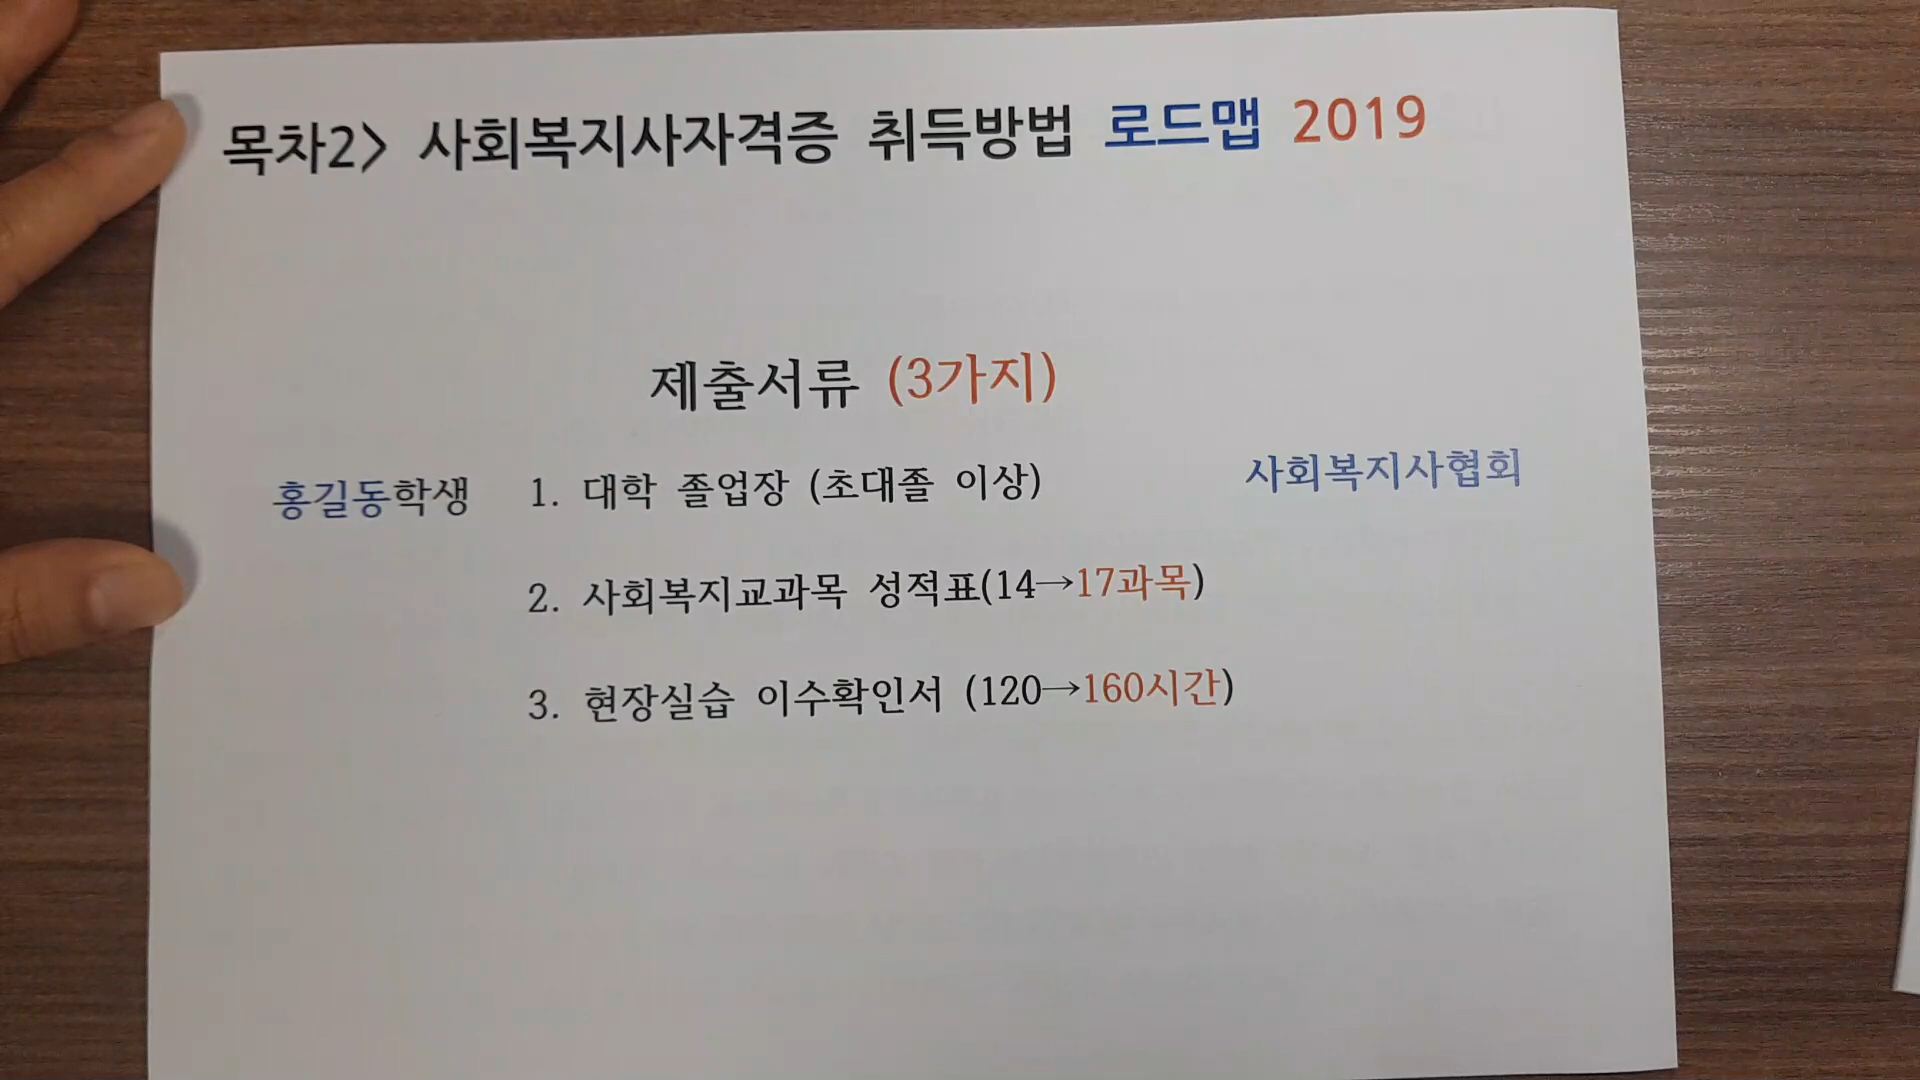 목차2> 사회복지사자격증 취득방법 로드맵 2019
제출서류 (3가지)
홍길동학생 1. 대학 졸업장 (초대졸 이상) 사회복지사협회
2. 사회복지교과목 성적표(14→17과목)
3. 현장실습 이수확인서 (120→160시간)